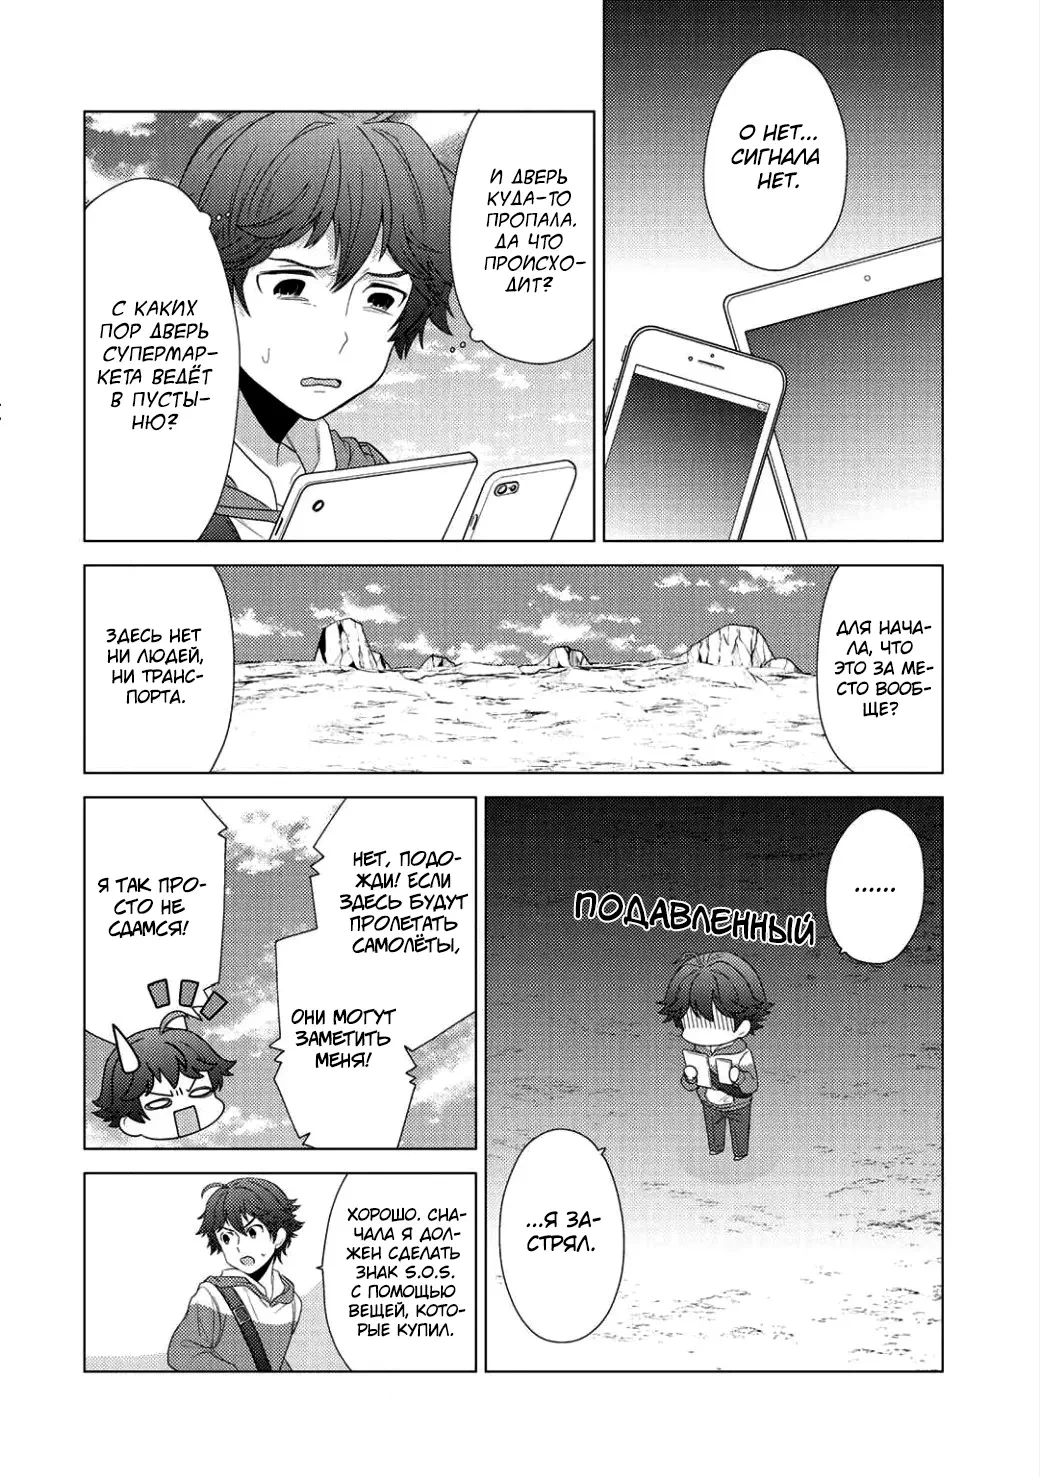 О НЕТ...
СИГНАЛА
НЕТ.
И ДВЕРЬ
КУДА-ТО
ПРОПАЛА.
ДА ЧТО
ПРОИСХО-
ДИТ?
С КАКИХ
ПОР ДВЕРЬ
СУПЕРМАР-
КЕТА ВЕДЁТ
В ПУСТЫ-
НЮ?
ДЛЯ НАЧА-
ЛА, ЧТО
ЭТО ЗА МЕ-
СТО ВООБ-
ЩЕ?
ЗДЕСЬ НЕТ
НИ ЛЮДЕЙ,
НИ ТРАНС-
ПОРТА.
......
ПОДАВЛЕННЫЙ
...Я ЗА-
СТРЯЛ.
НЕТ, ПОДО-
ЖДИ! ЕСЛИ
ЗДЕСЬ БУДУТ
ПРОЛЕТАТЬ
САМОЛЁТЫ,
ОНИ МОГУТ
ЗАМЕТИТЬ
МЕНЯ!
Я ТАК ПРО-
СТО НЕ
СДАМСЯ!
ХОРОШО. СНА-
ЧАЛА Я ДОЛ-
ЖЕН СДЕЛАТЬ
ЗНАК S.O.S.
С ПОМОЩЬЮ
ВЕЩЕЙ, КОТО-
РЫЕ КУПИЛ.